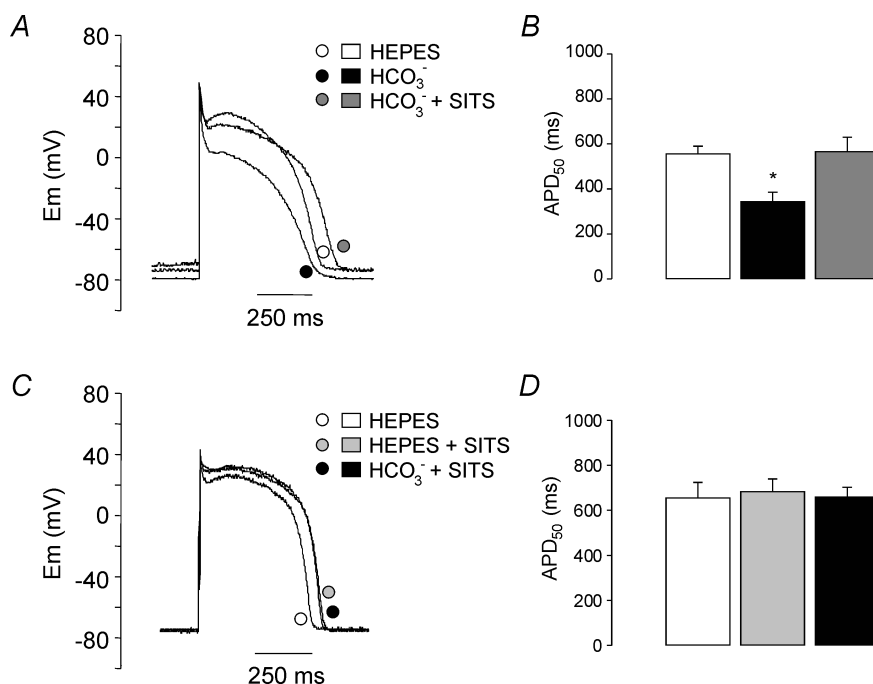 A
80
40
0
-40
-80
Em (mV)
HEPES
HCO₃⁻
HCO₃⁻ + SITS
250 ms
B
1000
800
600
400
200
0
APD₅₀ (ms)
*
C
80
40
0
-40
-80
Em (mV)
HEPES
HEPES + SITS
HCO₃⁻ + SITS
250 ms
D
1000
800
600
400
200
0
APD₅₀ (ms)